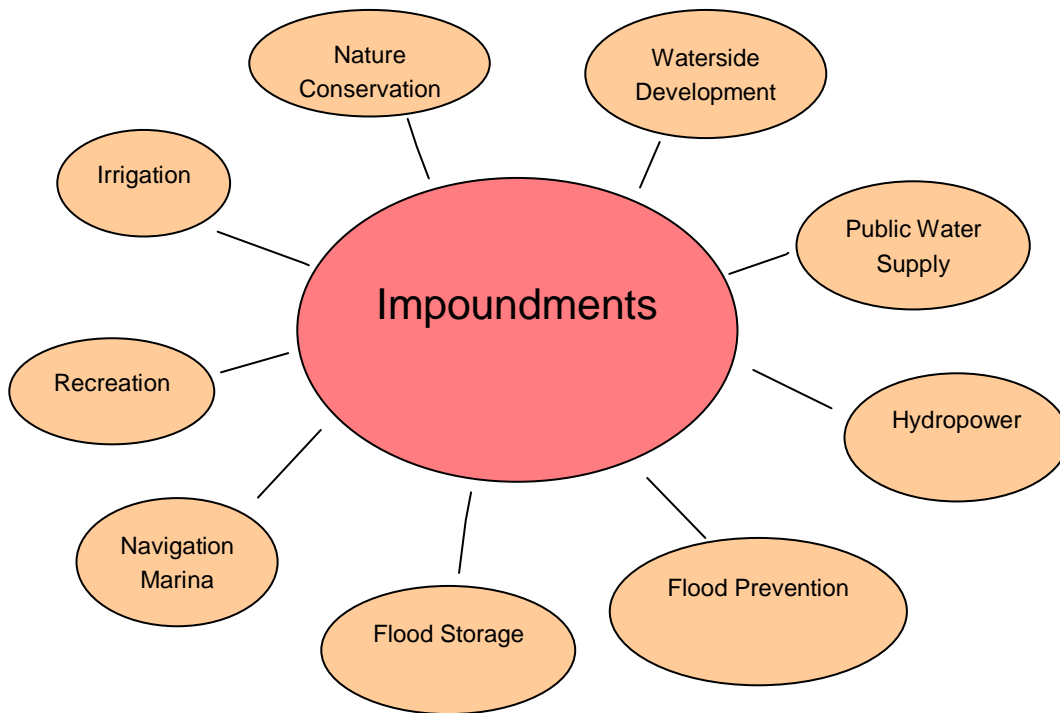 Nature
Conservation
Waterside
Development
Irrigation
Public Water
Supply
Impoundments
Recreation
Hydropower
Navigation
Marina
Flood Storage
Flood Prevention